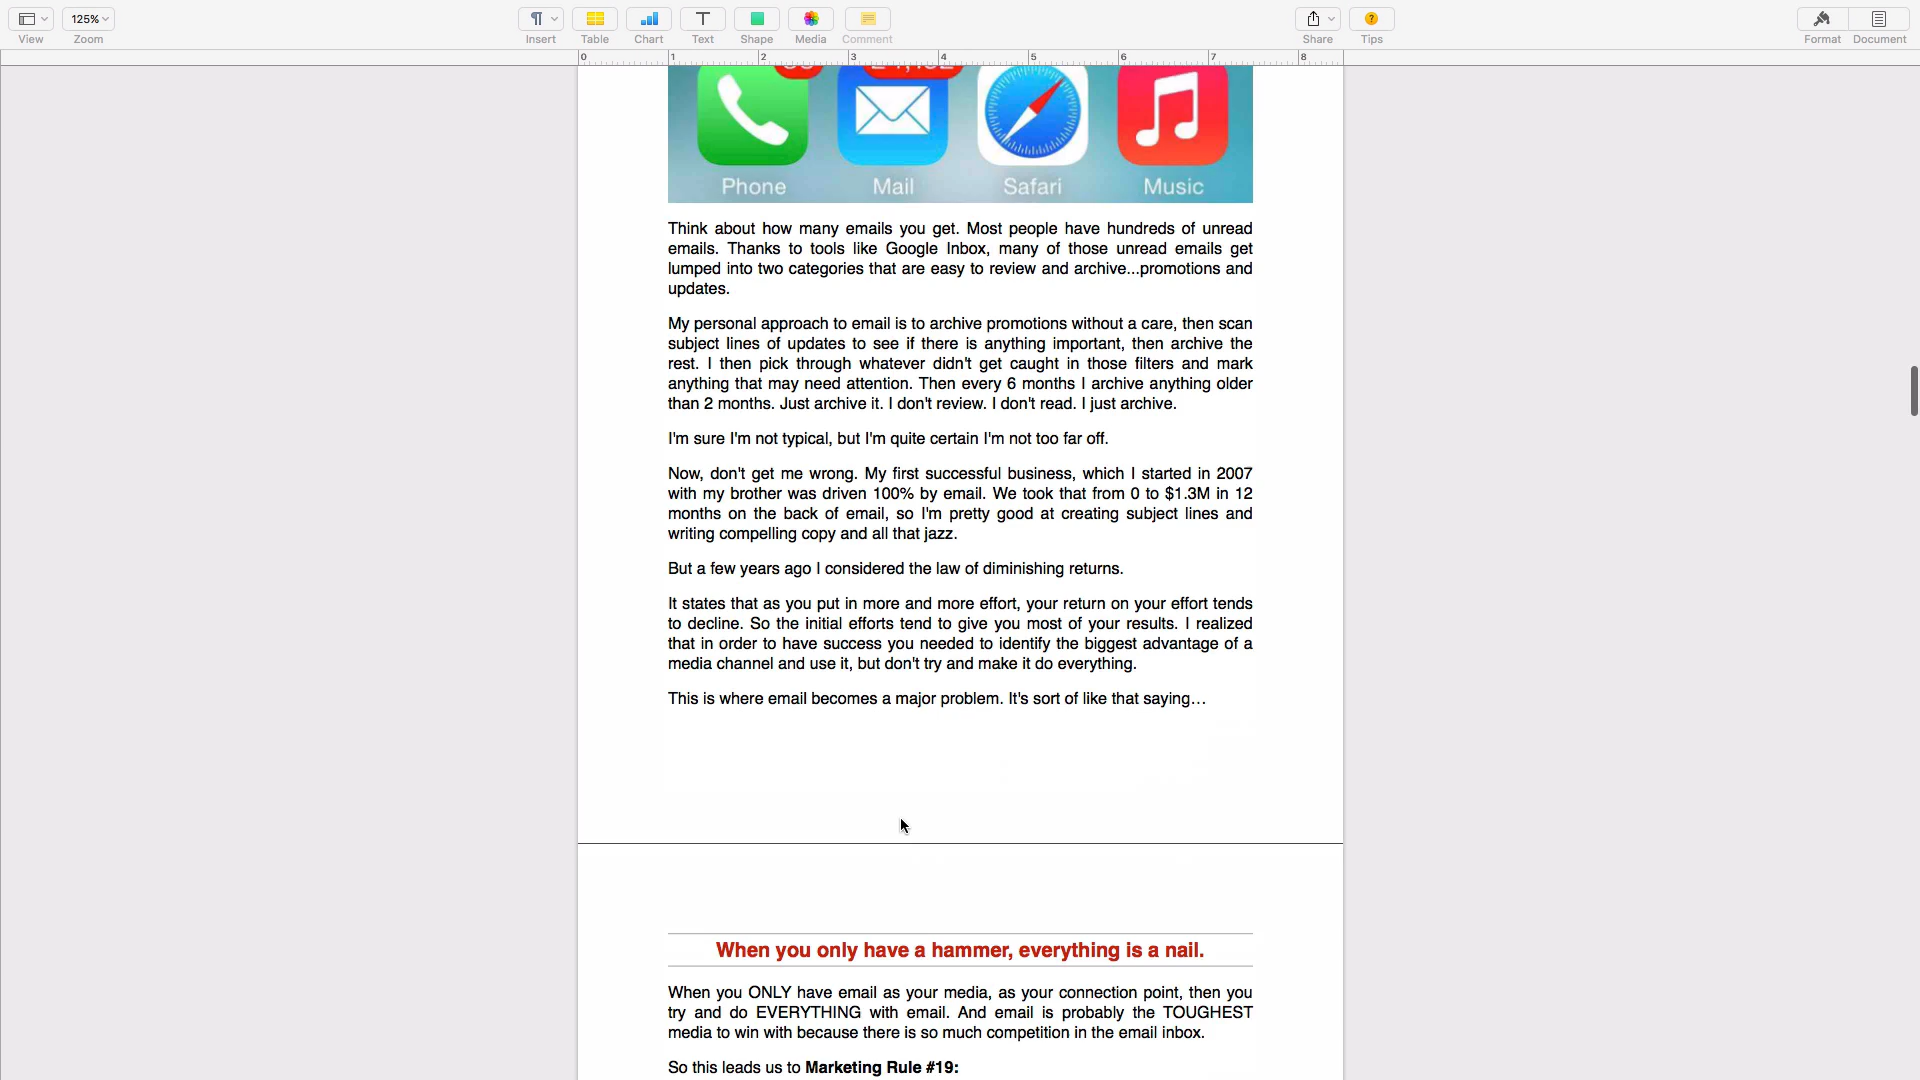 125%
View
Zoom
Insert
Table
Chart
Text
Shape
Media
Comment
Share
Tips
Format
Document
0 1 2 3 4 5 6 7 8
Phone Mail Safari Music
Think about how many emails you get. Most people have hundreds of unread
emails. Thanks to tools like Google Inbox, many of those unread emails get
lumped into two categories that are easy to review and archive...promotions and
updates.
My personal approach to email is to archive promotions without a care, then scan
subject lines of updates to see if there is anything important, then archive the
rest. I then pick through whatever didn't get caught in those filters and mark
anything that may need attention. Then every 6 months I archive anything older
than 2 months. Just archive it. I don't review. I don't read. I just archive.
I'm sure I'm not typical, but I'm quite certain I'm not too far off.
Now, don't get me wrong. My first successful business, which I started in 2007
with my brother was driven 100% by email. We took that from 0 to $1.3M in 12
months on the back of email, so I'm pretty good at creating subject lines and
writing compelling copy and all that jazz.
But a few years ago I considered the law of diminishing returns.
It states that as you put in more and more effort, your return on your effort tends
to decline. So the initial efforts tend to give you most of your results. I realized
that in order to have success you needed to identify the biggest advantage of a
media channel and use it, but don't try and make it do everything.
This is where email becomes a major problem. It's sort of like that saying…
When you only have a hammer, everything is a nail.
When you ONLY have email as your media, as your connection point, then you
try and do EVERYTHING with email. And email is probably the TOUGHEST
media to win with because there is so much competition in the email inbox.
So this leads us to Marketing Rule #19: